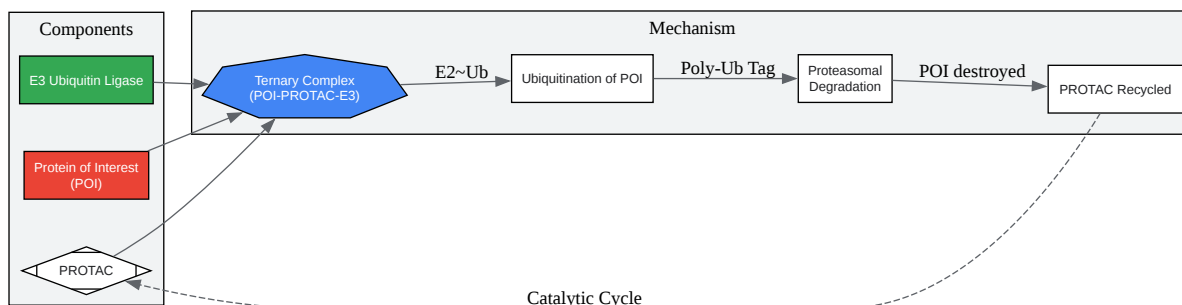 Components
Mechanism
E3 Ubiquitin Ligase
Ternary Complex
(POI-PROTAC-E3)
E2~Ub
Ubiquitination of POI
Poly-Ub Tag
Proteasomal
Degradation
POI destroyed
PROTAC Recycled
Protein of Interest
(POI)
PROTAC
Catalytic Cycle